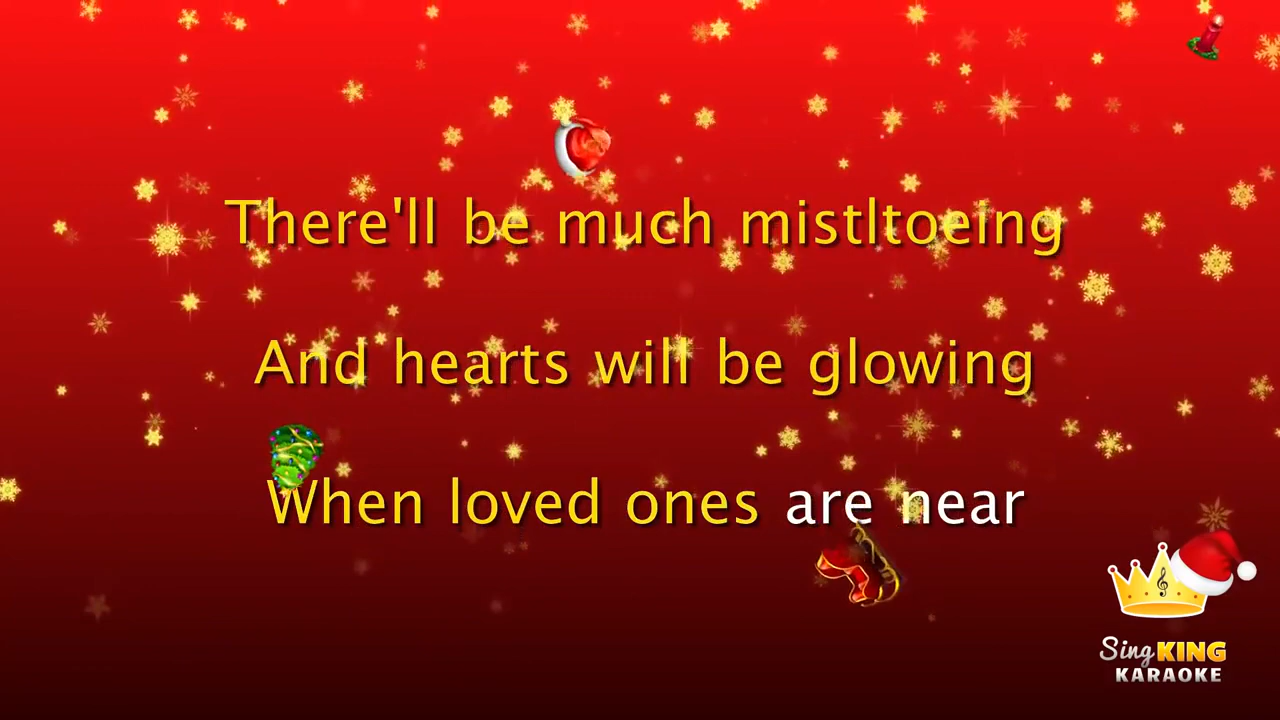 There'll be much mistltoeing
And hearts will be glowing
When loved ones are near
Sing KING
KARAOKE